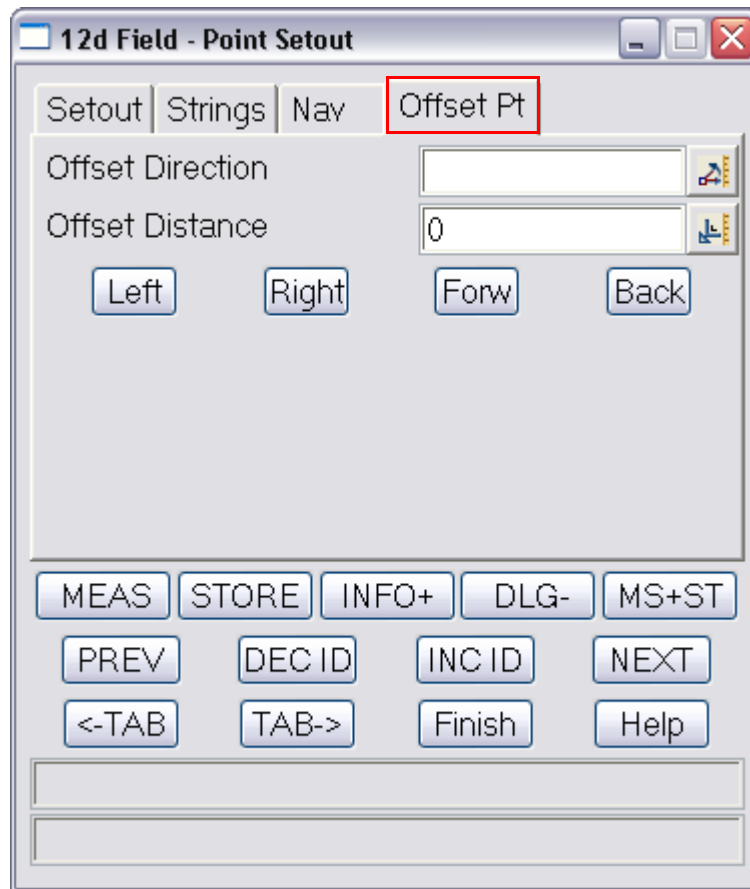 12d Field - Point Setout
Setout Strings Nav Offset Pt
Offset Direction
Offset Distance 0
Left Right Forw Back
MEAS STORE INFO+ DLG- MS+ST
PREV DEC ID INC ID NEXT
<-TAB TAB-> Finish Help